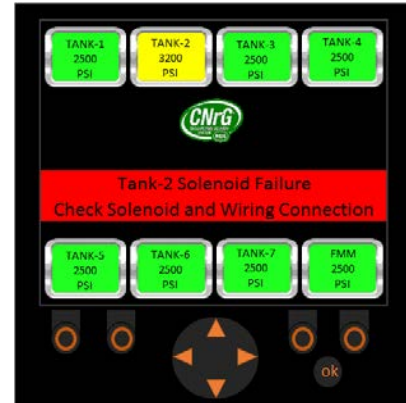 TANK-1
2500
PSI
TANK-2
3200
PSI
TANK-3
2500
PSI
TANK-4
2500
PSI
CNrG
Tank-2 Solenoid Failure
Check Solenoid and Wiring Connection
TANK-5
2500
PSI
TANK-6
2500
PSI
TANK-7
2500
PSI
FMM
2500
PSI
ok